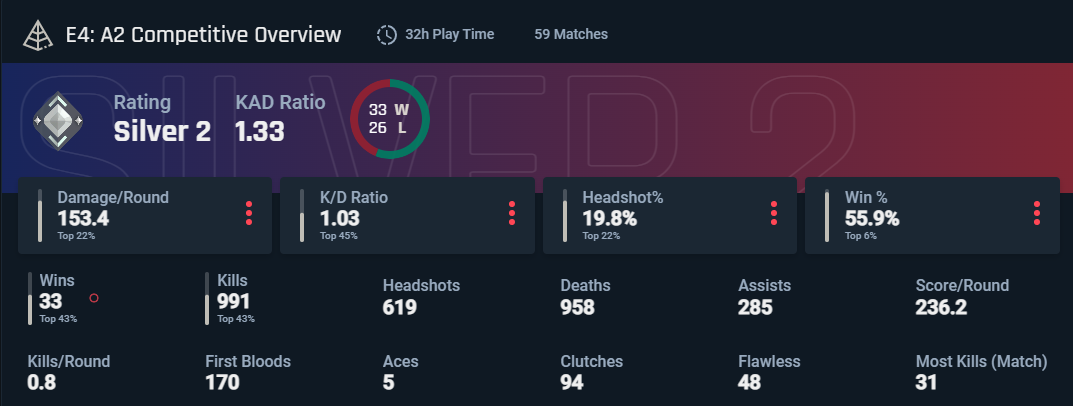 E4: A2 Competitive Overview 32h Play Time 59 Matches
SILVER 2
Rating KAD Ratio
Silver 2 1.33
33 W
26 L
Damage/Round K/D Ratio Headshot% Win %
153.4 1.03 19.8% 55.9%
Top 22% Top 45% Top 22% Top 6%
Wins Kills Headshots Deaths Assists Score/Round
33 991 619 958 285 236.2
Top 43% Top 43%
Kills/Round First Bloods Aces Clutches Flawless Most Kills (Match)
0.8 170 5 94 48 31